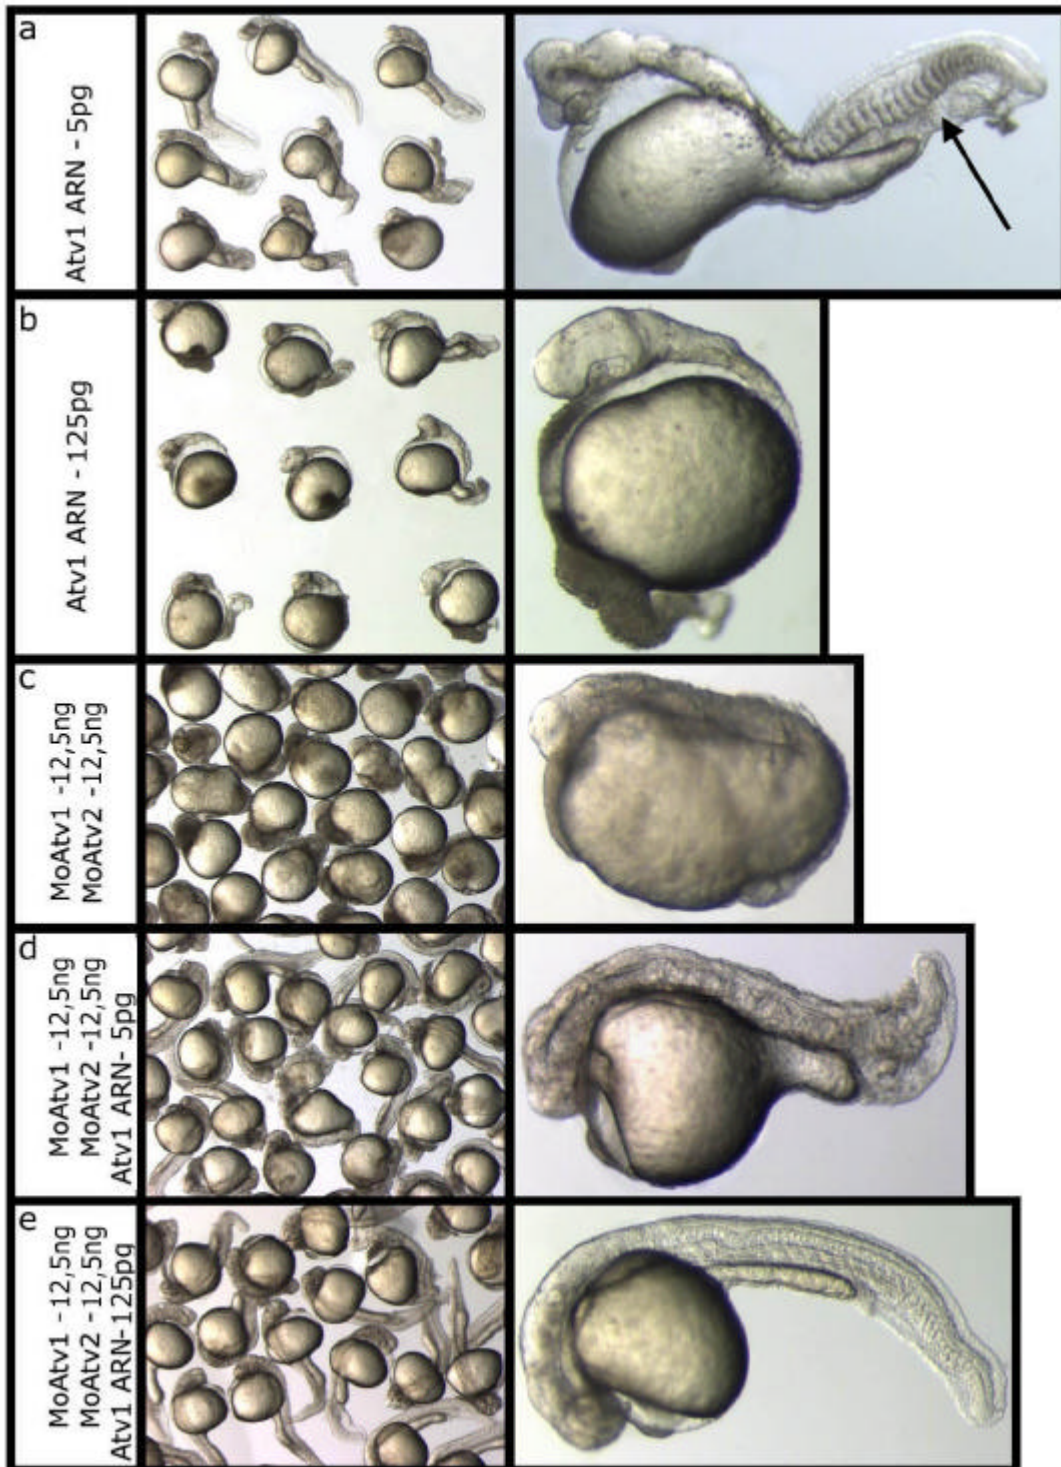 a
Atv1 ARN - 5pg
b
Atv1 ARN - 125pg
c
MoAtv1 -12,5ng
MoAtv2 -12,5ng
d
MoAtv1 -12,5ng
MoAtv2 -12,5ng
Atv1 ARN- 5pg
e
MoAtv1 -12,5ng
MoAtv2 -12,5ng
Atv1 ARN-125pg